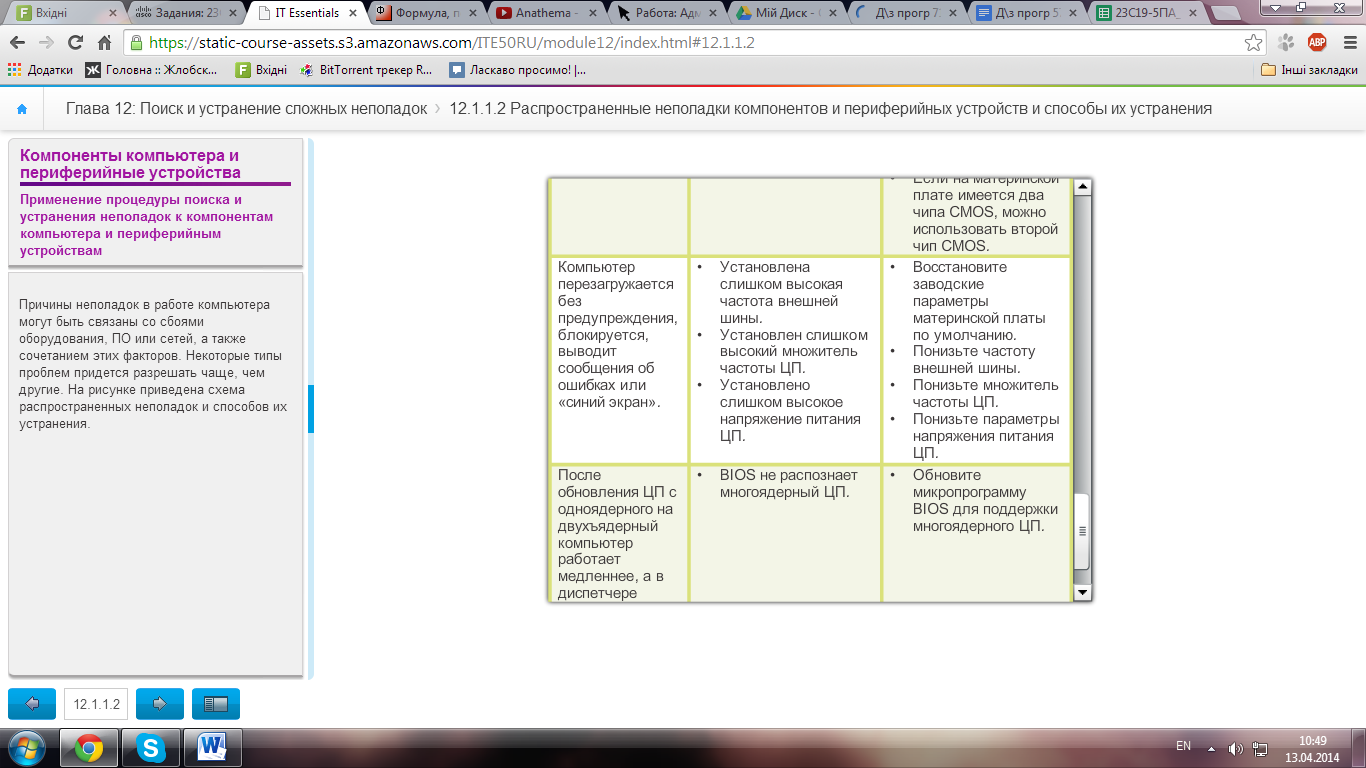 Вхідні
Задания: 23С
IT Essentials
Формула, п
Anathema -
Работа: Адм
Мій Диск - G
Д\з прогр 7
Д\з прогр 5
23С19-5ПА_
https://static-course-assets.s3.amazonaws.com/ITE50RU/module12/index.html#12.1.1.2
Додатки
Головна :: Жлобск...
Вхідні
BitTorrent трекер R...
Ласкаво просимо! |...
Інші закладки
Глава 12: Поиск и устранение сложных неполадок
12.1.1.2 Распространенные неполадки компонентов и периферийных устройств и способы их устранения
Компоненты компьютера и
периферийные устройства
Применение процедуры поиска и
устранения неполадок к компонентам
компьютера и периферийным
устройствам
Причины неполадок в работе компьютера
могут быть связаны со сбоями
оборудования, ПО или сетей, а также
сочетанием этих факторов. Некоторые типы
проблем придется разрешать чаще, чем
другие. На рисунке приведена схема
распространенных неполадок и способов их
устранения.
• Если на материнской
плате имеется два
чипа CMOS, можно
использовать второй
чип CMOS.
Компьютер
перезагружается
без
предупреждения,
блокируется,
выводит
сообщения об
ошибках или
«синий экран».
• Установлена
слишком высокая
частота внешней
шины.
• Установлен слишком
высокий множитель
частоты ЦП.
• Установлено
слишком высокое
напряжение питания
ЦП.
• Восстановите
заводские
параметры
материнской платы
по умолчанию.
• Понизьте частоту
внешней шины.
• Понизьте множитель
частоты ЦП.
• Понизьте параметры
напряжения питания
ЦП.
После
обновления ЦП с
одноядерного на
двухъядерный
компьютер
работает
медленнее, а в
диспетчере
• BIOS не распознает
многоядерный ЦП.
• Обновите
микропрограмму
BIOS для поддержки
многоядерного ЦП.
12.1.1.2
EN
10:49
13.04.2014